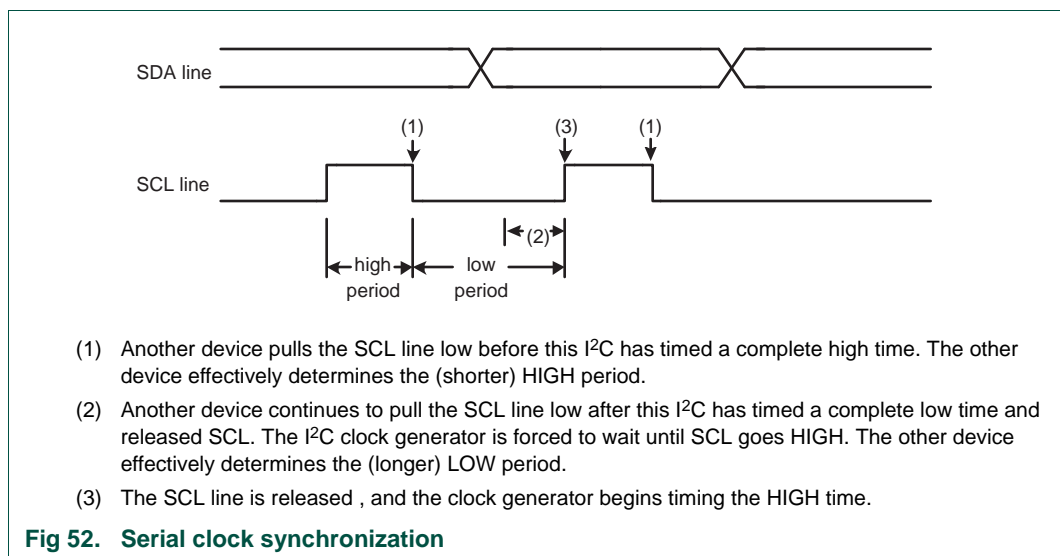 SDA line
(1) (3) (1)
SCL line
(2)
high low
period period
(1) Another device pulls the SCL line low before this I²C has timed a complete high time. The other
device effectively determines the (shorter) HIGH period.
(2) Another device continues to pull the SCL line low after this I²C has timed a complete low time and
released SCL. The I²C clock generator is forced to wait until SCL goes HIGH. The other device
effectively determines the (longer) LOW period.
(3) The SCL line is released , and the clock generator begins timing the HIGH time.
Fig 52. Serial clock synchronization